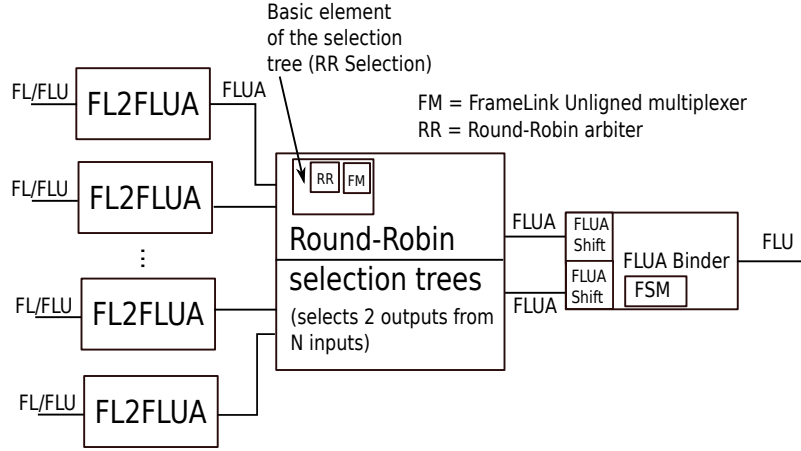 Basic element
of the selection
tree (RR Selection)
FL/FLU
FL2FLUA
FLUA
FM = FrameLink Unligned multiplexer
RR = Round-Robin arbiter
FL/FLU
FL2FLUA
RR
FM
Round-Robin
selection trees
(selects 2 outputs from
N inputs)
...
FL/FLU
FL2FLUA
FL/FLU
FL2FLUA
FLUA
FLUA
FLUA
Shift
FLUA
Shift
FLUA Binder
FSM
FLU